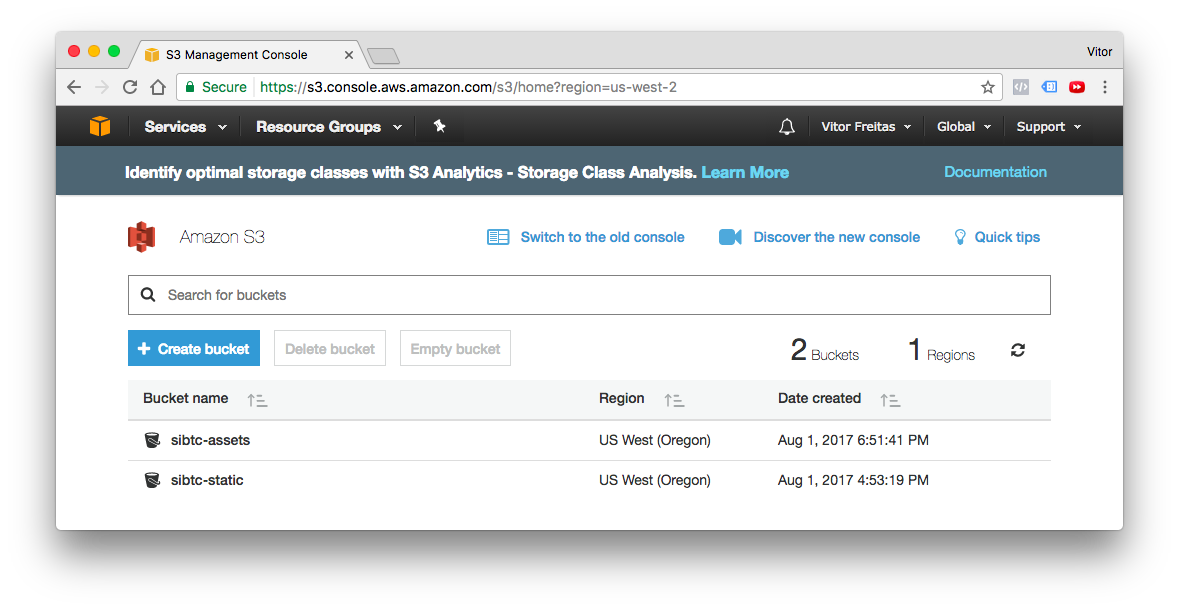 S3 Management Console
Vitor
Secure https://s3.console.aws.amazon.com/s3/home?region=us-west-2
Services Resource Groups Vitor Freitas Global Support
Identify optimal storage classes with S3 Analytics - Storage Class Analysis. Learn More Documentation
Amazon S3 Switch to the old console Discover the new console Quick tips
Search for buckets
+ Create bucket Delete bucket Empty bucket 2 Buckets 1 Regions
Bucket name Region Date created
sibtc-assets US West (Oregon) Aug 1, 2017 6:51:41 PM
sibtc-static US West (Oregon) Aug 1, 2017 4:53:19 PM